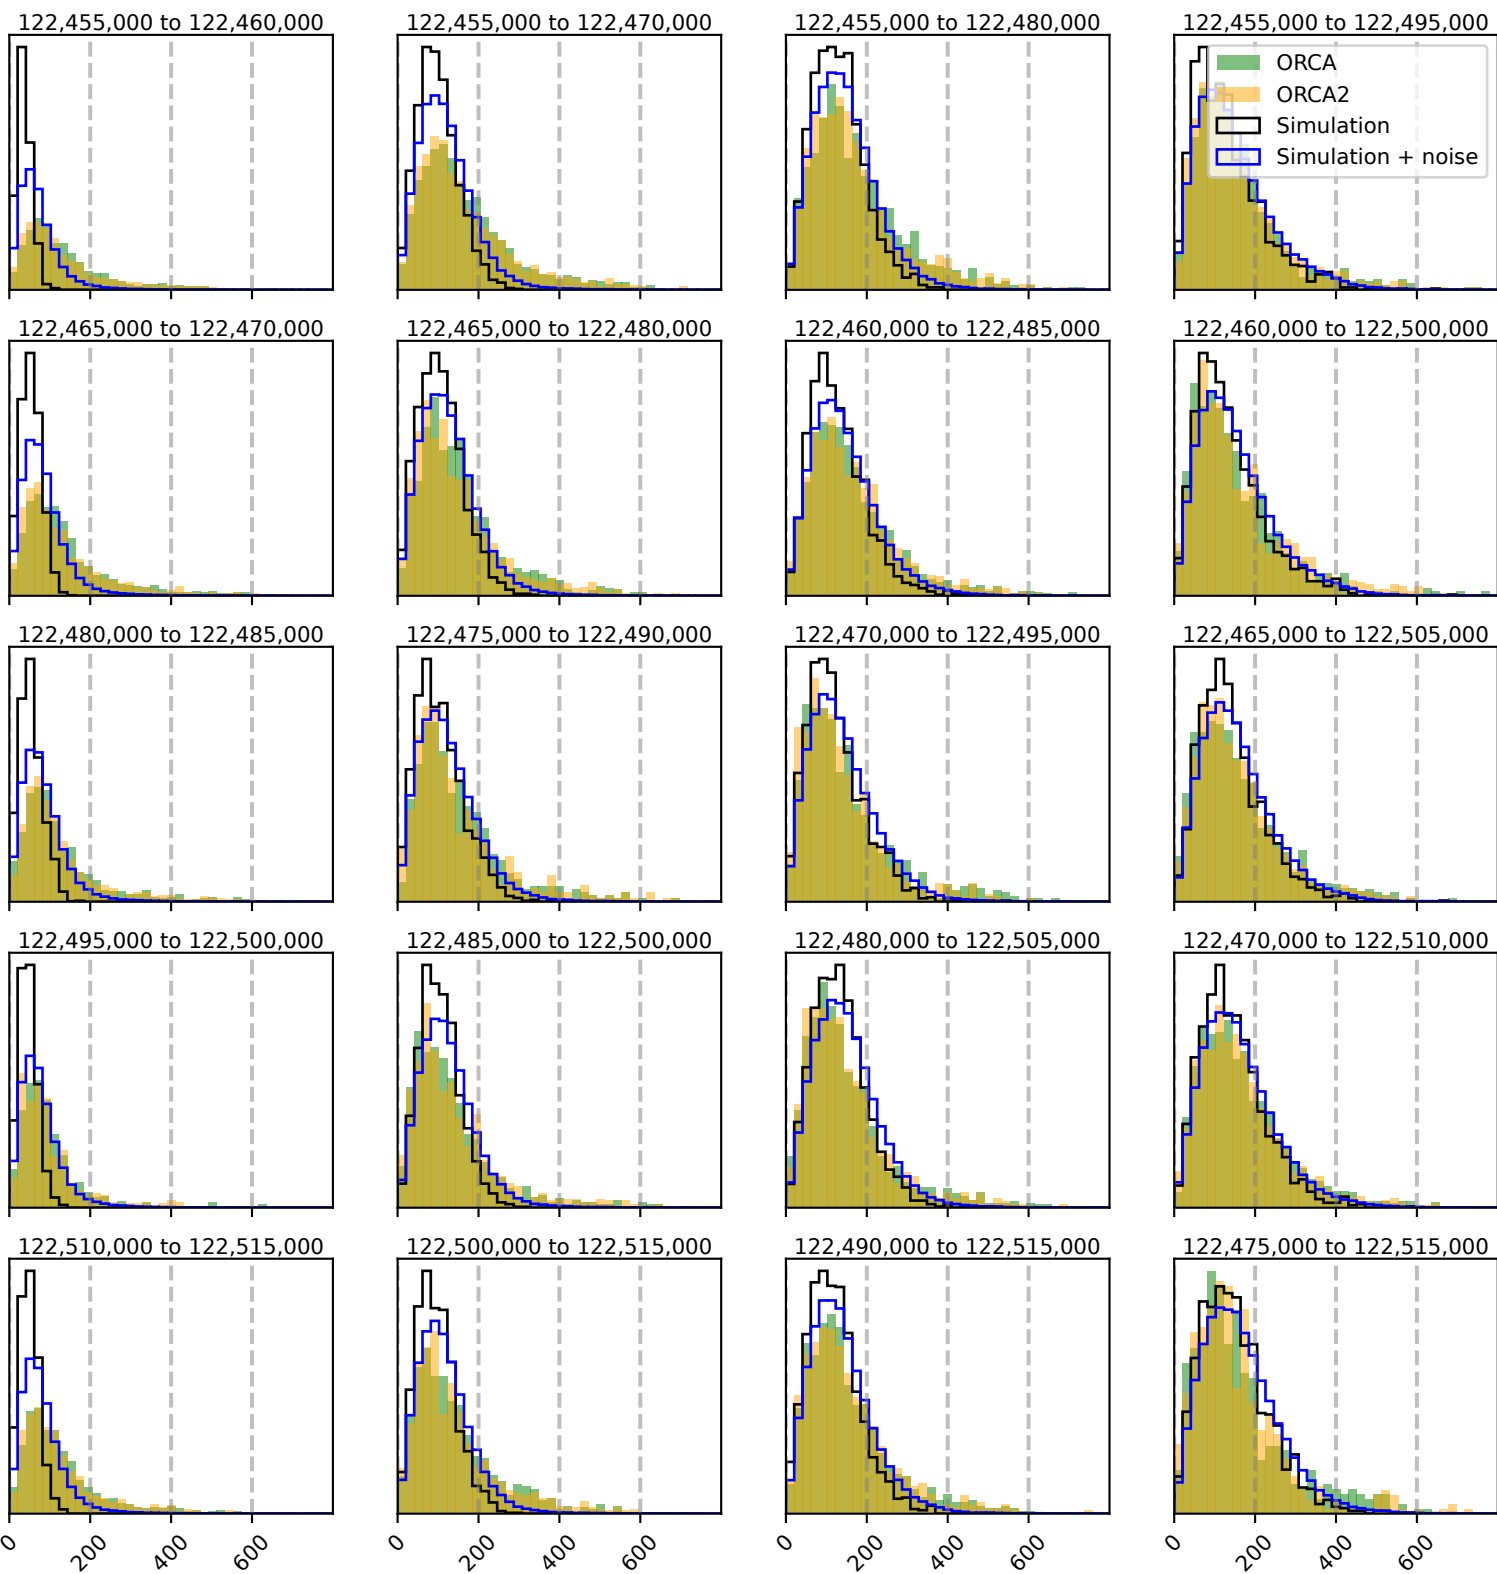 122,455,000 to 122,460,000
122,455,000 to 122,470,000
122,455,000 to 122,480,000
122,455,000 to 122,495,000
ORCA
ORCA2
Simulation
Simulation + noise
122,465,000 to 122,470,000
122,465,000 to 122,480,000
122,460,000 to 122,485,000
122,460,000 to 122,500,000
122,480,000 to 122,485,000
122,475,000 to 122,490,000
122,470,000 to 122,495,000
122,465,000 to 122,505,000
122,495,000 to 122,500,000
122,485,000 to 122,500,000
122,480,000 to 122,505,000
122,470,000 to 122,510,000
122,510,000 to 122,515,000
122,500,000 to 122,515,000
122,490,000 to 122,515,000
122,475,000 to 122,515,000
0 200 400 600
0 200 400 600
0 200 400 600
0 200 400 600